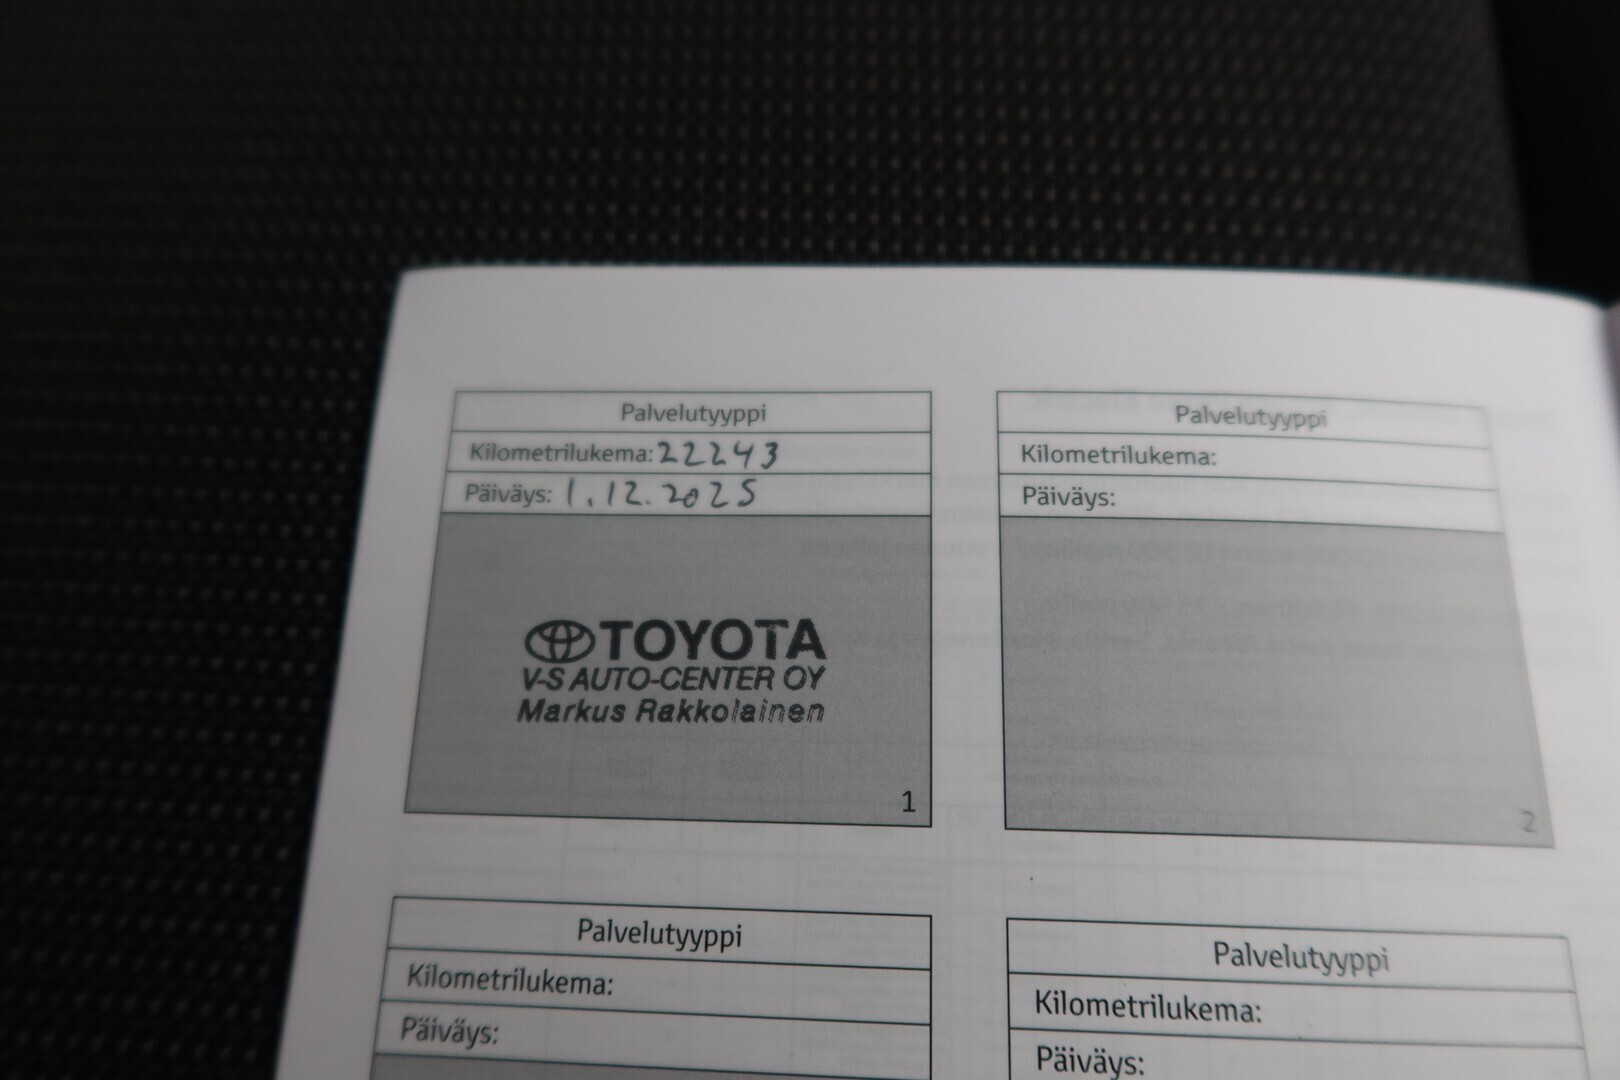 Palvelutyyppi
Kilometrilukema: 22243
Päiväys: 1.12.2025
TOYOTA
V-S AUTO-CENTER OY
Markus Rakkolainen
1
Palvelutyyppi
Kilometrilukema:
Päiväys:
2
Palvelutyyppi
Kilometrilukema:
Päiväys:
Palvelutyyppi
Kilometrilukema:
Päiväys: